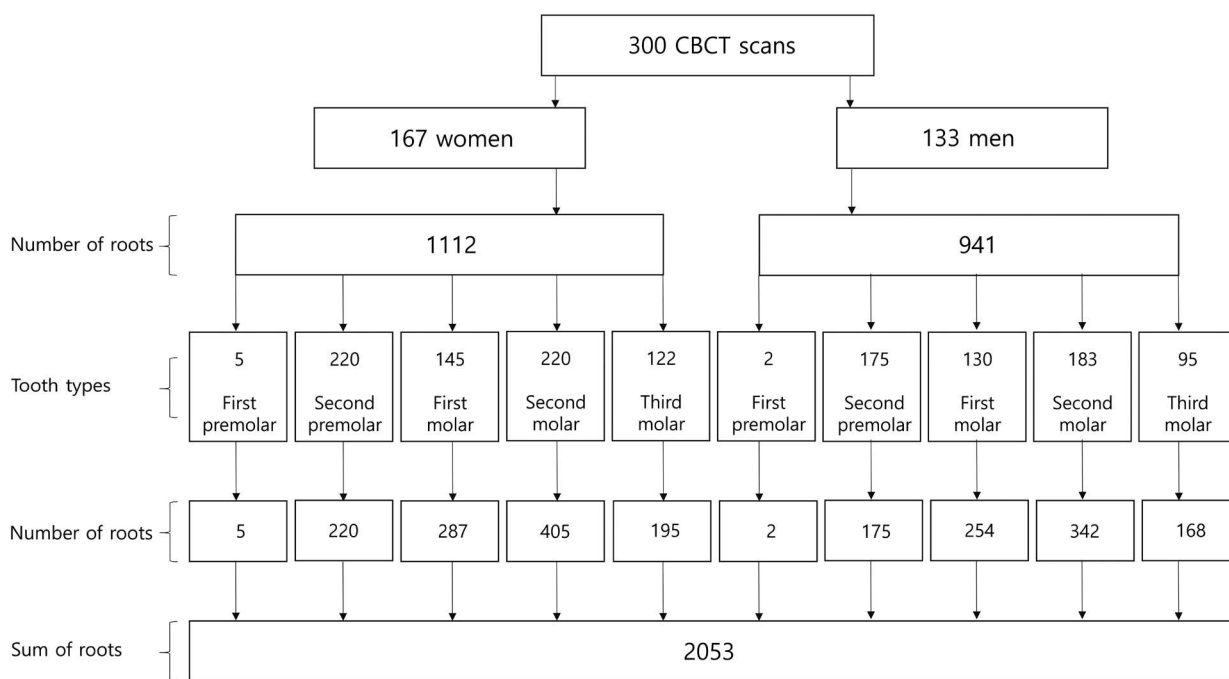 300 CBCT scans
167 women
133 men
Number of roots
1112
941
Tooth types
5
First
premolar
220
Second
premolar
145
First
molar
220
Second
molar
122
Third
molar
2
First
premolar
175
Second
premolar
130
First
molar
183
Second
molar
95
Third
molar
Number of roots
5
220
287
405
195
2
175
254
342
168
Sum of roots
2053